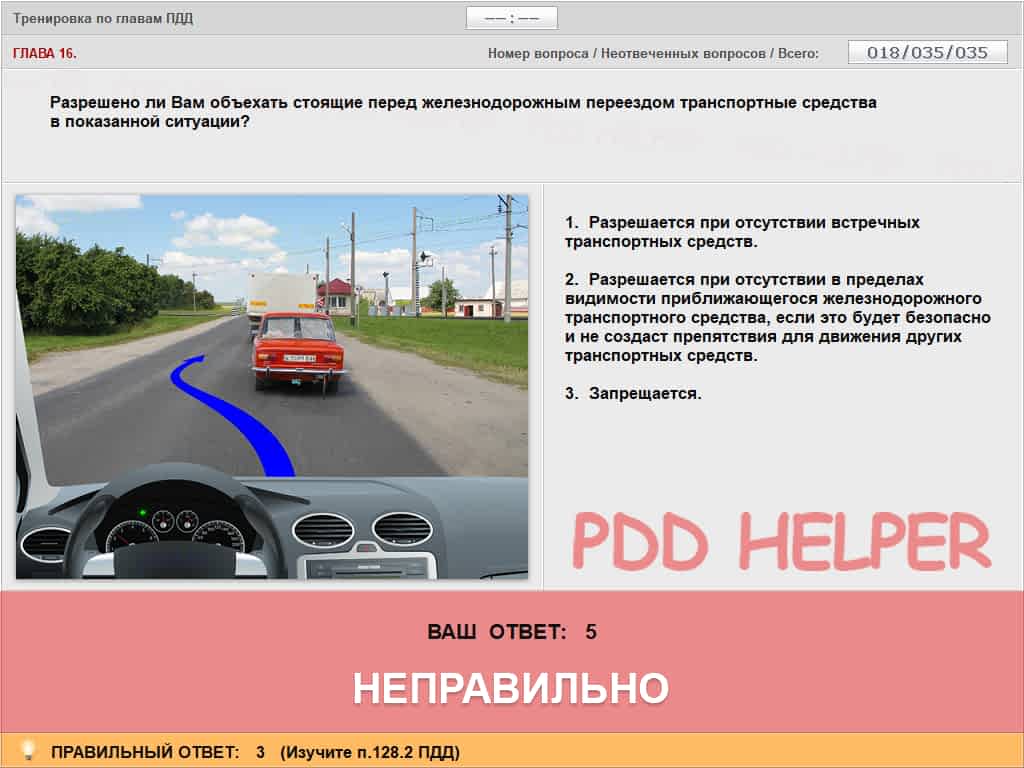 Тренировка по главам ПДД
−− : −−
ГЛАВА 16.
Номер вопроса / Неотвеченных вопросов / Всего:
018/035/035
Разрешено ли Вам объехать стоящие перед железнодорожным переездом транспортные средства
в показанной ситуации?
1. Разрешается при отсутствии встречных
транспортных средств.
2. Разрешается при отсутствии в пределах
видимости приближающегося железнодорожного
транспортного средства, если это будет безопасно
и не создаст препятствия для движения других
транспортных средств.
3. Запрещается.
PDD HELPER
ВАШ ОТВЕТ: 5
НЕПРАВИЛЬНО
ПРАВИЛЬНЫЙ ОТВЕТ: 3 (Изучите п.128.2 ПДД)